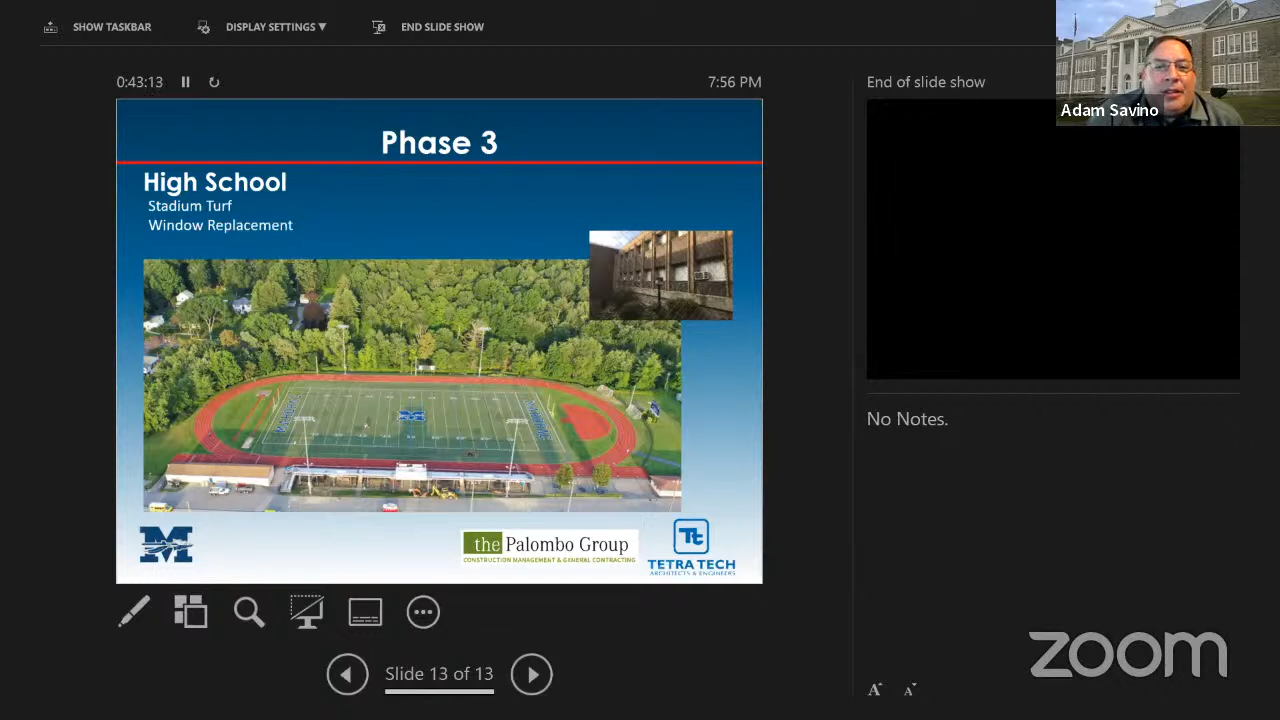 SHOW TASKBAR
DISPLAY SETTINGS ▼
END SLIDE SHOW
0:43:13
7:56 PM
End of slide show
Adam Savino
Phase 3
High School
Stadium Turf
Window Replacement
No Notes.
M
M
the Palombo Group
CONSTRUCTION MANAGEMENT & GENERAL CONTRACTING
Tt
TETRA TECH
ARCHITECTS & ENGINEERS
Slide 13 of 13
A A
zoom